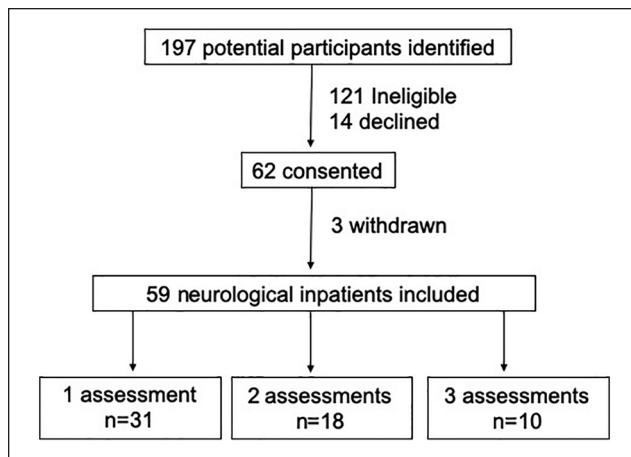 197 potential participants identified
121 Ineligible
14 declined
62 consented
3 withdrawn
59 neurological inpatients included
1 assessment
n=31
2 assessments
n=18
3 assessments
n=10